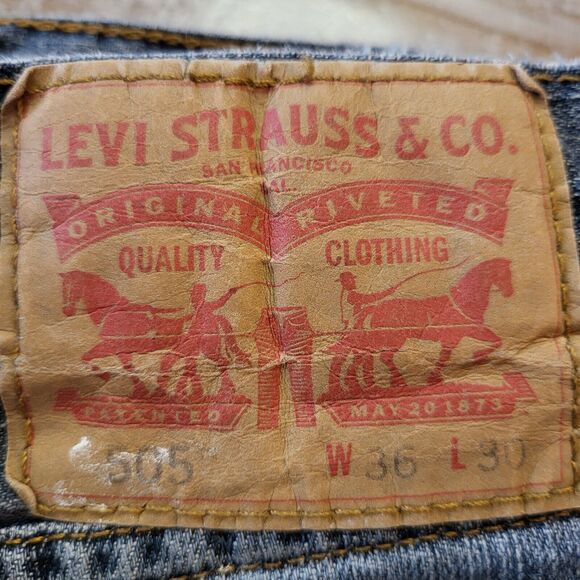 LEVI STRAUSS & CO.
SAN FRANCISCO
CAL.
ORIGINAL RIVETED
QUALITY CLOTHING
PATENTED MAY 20 1873
505 W 36 L 30